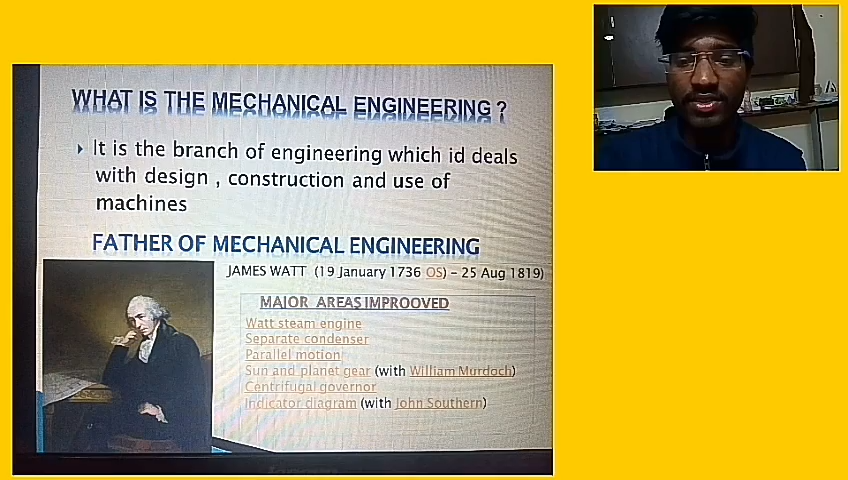 WHAT IS THE MECHANICAL ENGINEERING ?
It is the branch of engineering which id deals
with design , construction and use of
machines
FATHER OF MECHANICAL ENGINEERING
JAMES WATT (19 January 1736 OS) – 25 Aug 1819)
MAJOR AREAS IMPROOVED
Watt steam engine
Separate condenser
Parallel motion
Sun and planet gear (with William Murdoch)
Centrifugal governor
Indicator diagram (with John Southern)